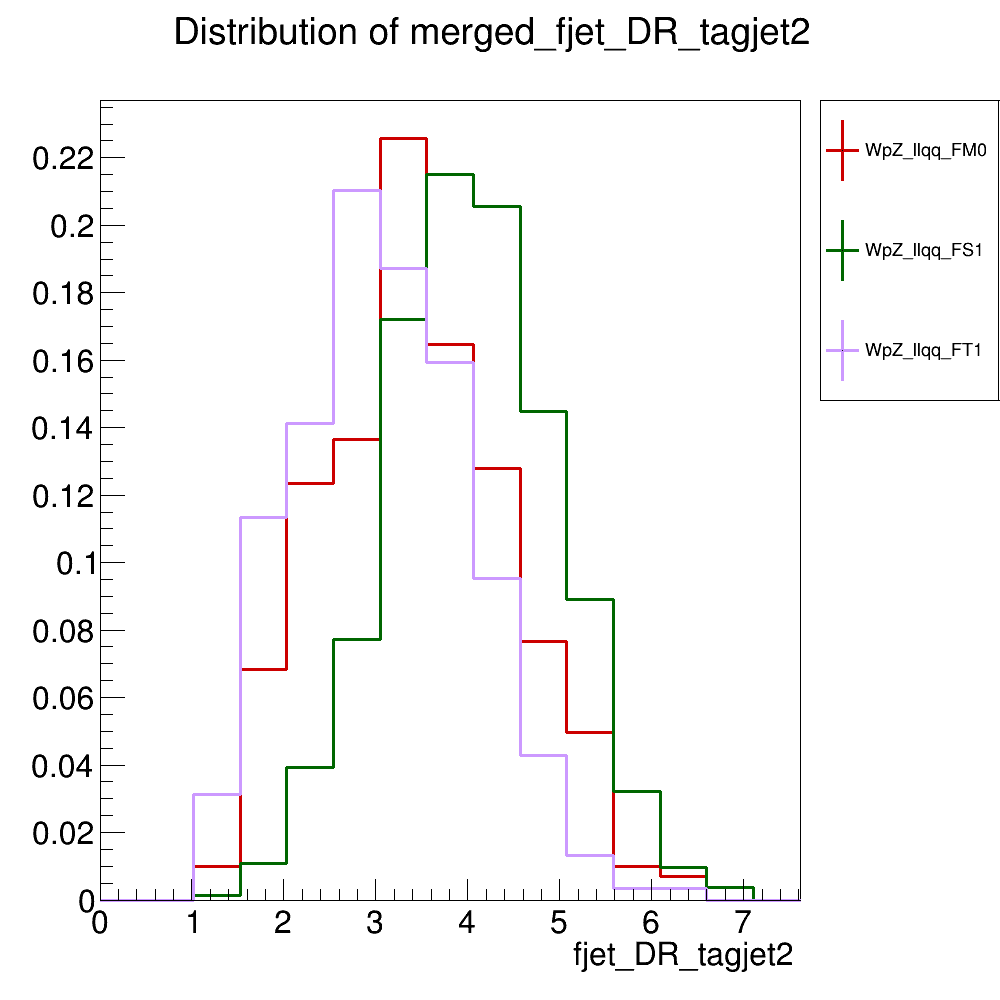 Distribution of merged_fjet_DR_tagjet2
WpZ_llqq_FM0
WpZ_llqq_FS1
WpZ_llqq_FT1
0.22
0.2
0.18
0.16
0.14
0.12
0.1
0.08
0.06
0.04
0.02
0
0 1 2 3 4 5 6 7
fjet_DR_tagjet2